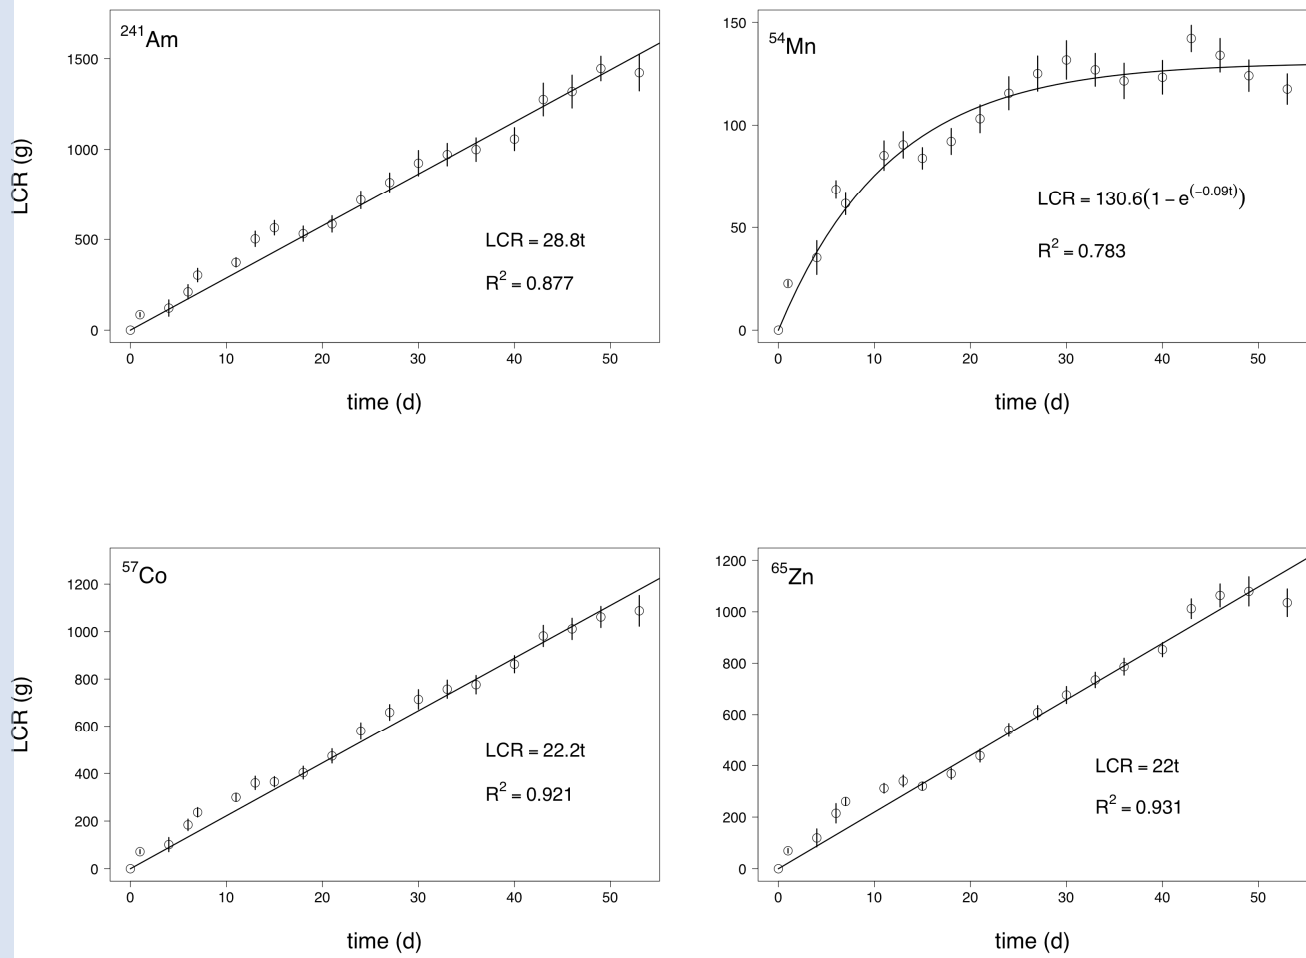 ²⁴¹Am
LCR (g)
1500
1000
500
0
LCR = 28.8t
R² = 0.877
0 10 20 30 40 50
time (d)
⁵⁴Mn
150
100
50
0
LCR = 130.6(1 − e^(−0.09t))
R² = 0.783
0 10 20 30 40 50
time (d)
⁵⁷Co
LCR (g)
1200
1000
800
600
400
200
0
LCR = 22.2t
R² = 0.921
0 10 20 30 40 50
time (d)
⁶⁵Zn
1200
1000
800
600
400
200
0
LCR = 22t
R² = 0.931
0 10 20 30 40 50
time (d)